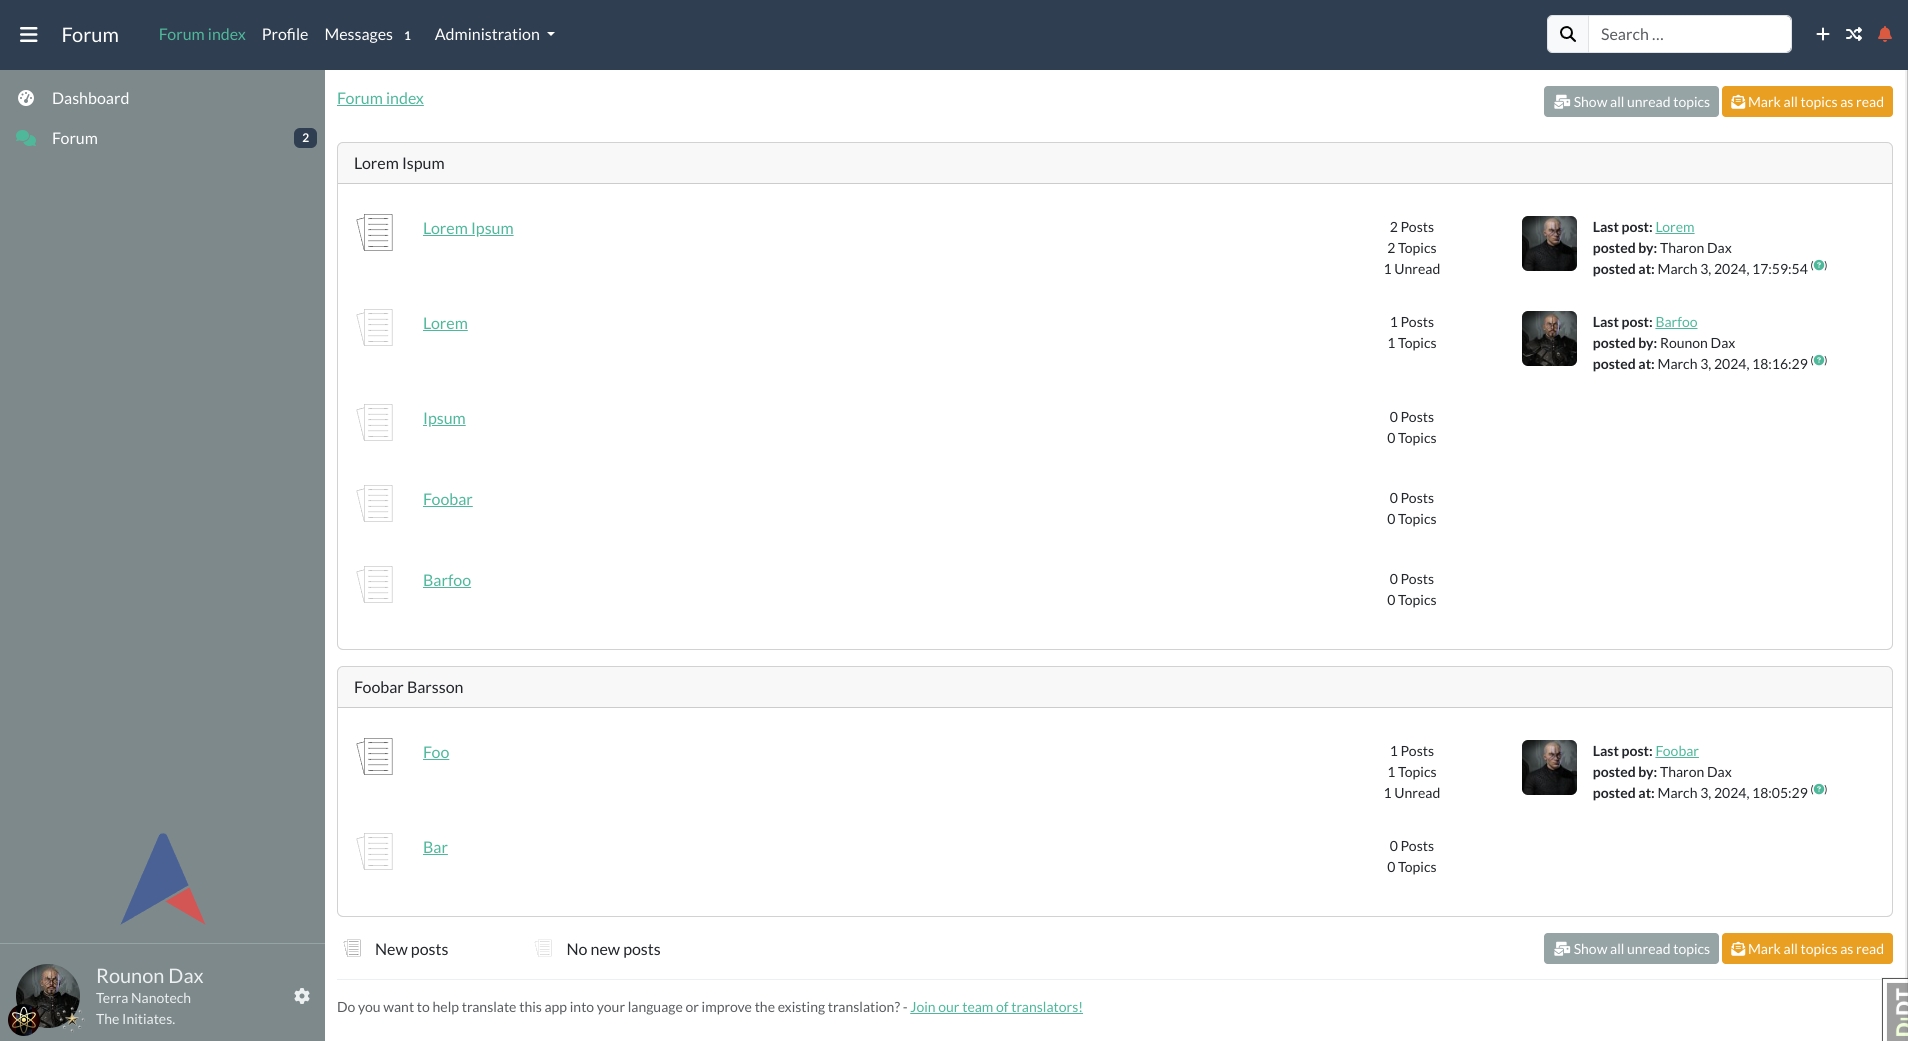 Forum
Forum index
Profile
Messages 1
Administration
Search ...
Dashboard
Forum
2
Forum index
Show all unread topics
Mark all topics as read
Lorem Ispum
Lorem Ipsum
2 Posts
2 Topics
1 Unread
Last post: Lorem
posted by: Tharon Dax
posted at: March 3, 2024, 17:59:54 (?)
Lorem
1 Posts
1 Topics
Last post: Barfoo
posted by: Rounon Dax
posted at: March 3, 2024, 18:16:29 (?)
Ipsum
0 Posts
0 Topics
Foobar
0 Posts
0 Topics
Barfoo
0 Posts
0 Topics
Foobar Barsson
Foo
1 Posts
1 Topics
1 Unread
Last post: Foobar
posted by: Tharon Dax
posted at: March 3, 2024, 18:05:29 (?)
Bar
0 Posts
0 Topics
New posts
No new posts
Show all unread topics
Mark all topics as read
Rounon Dax
Terra Nanotech
The Initiates.
Do you want to help translate this app into your language or improve the existing translation? - Join our team of translators!
DJDT